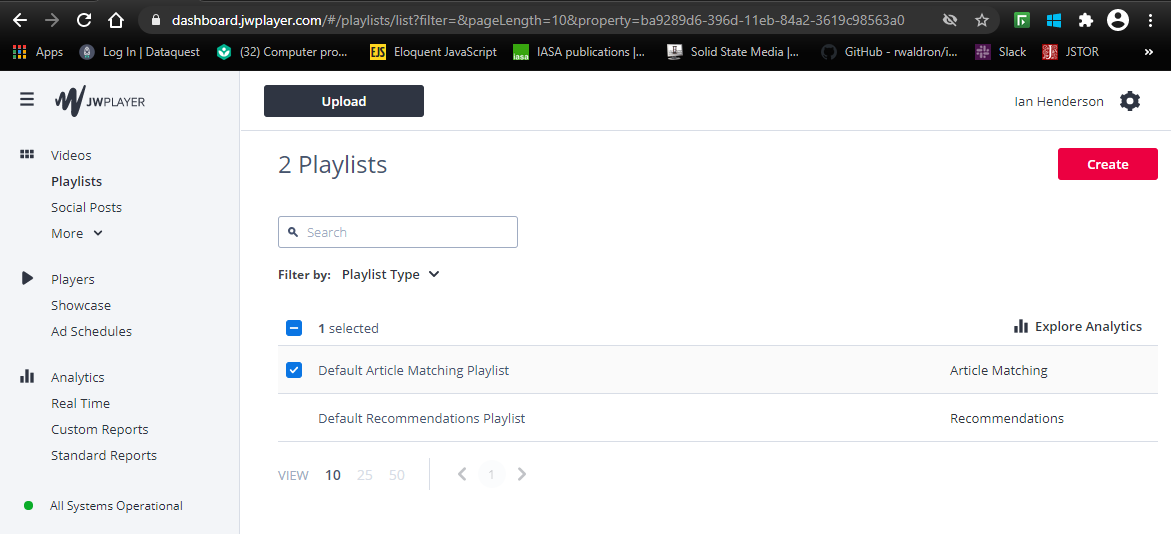 dashboard.jwplayer.com/#/playlists/list?filter=&pageLength=10&property=ba9289d6-396d-11eb-84a2-3619c98563a0
Apps Log In | Dataquest (32) Computer pro... EJS Eloquent JavaScript iasa IASA publications |... Solid State Media |... GitHub - rwaldron/i... Slack JSTOR »
JWPLAYER
Upload
Ian Henderson
Videos
Playlists
Social Posts
More
Players
Showcase
Ad Schedules
Analytics
Real Time
Custom Reports
Standard Reports
All Systems Operational
2 Playlists
Create
Search
Filter by: Playlist Type
1 selected
Explore Analytics
Default Article Matching Playlist Article Matching
Default Recommendations Playlist Recommendations
VIEW 10 25 50 1